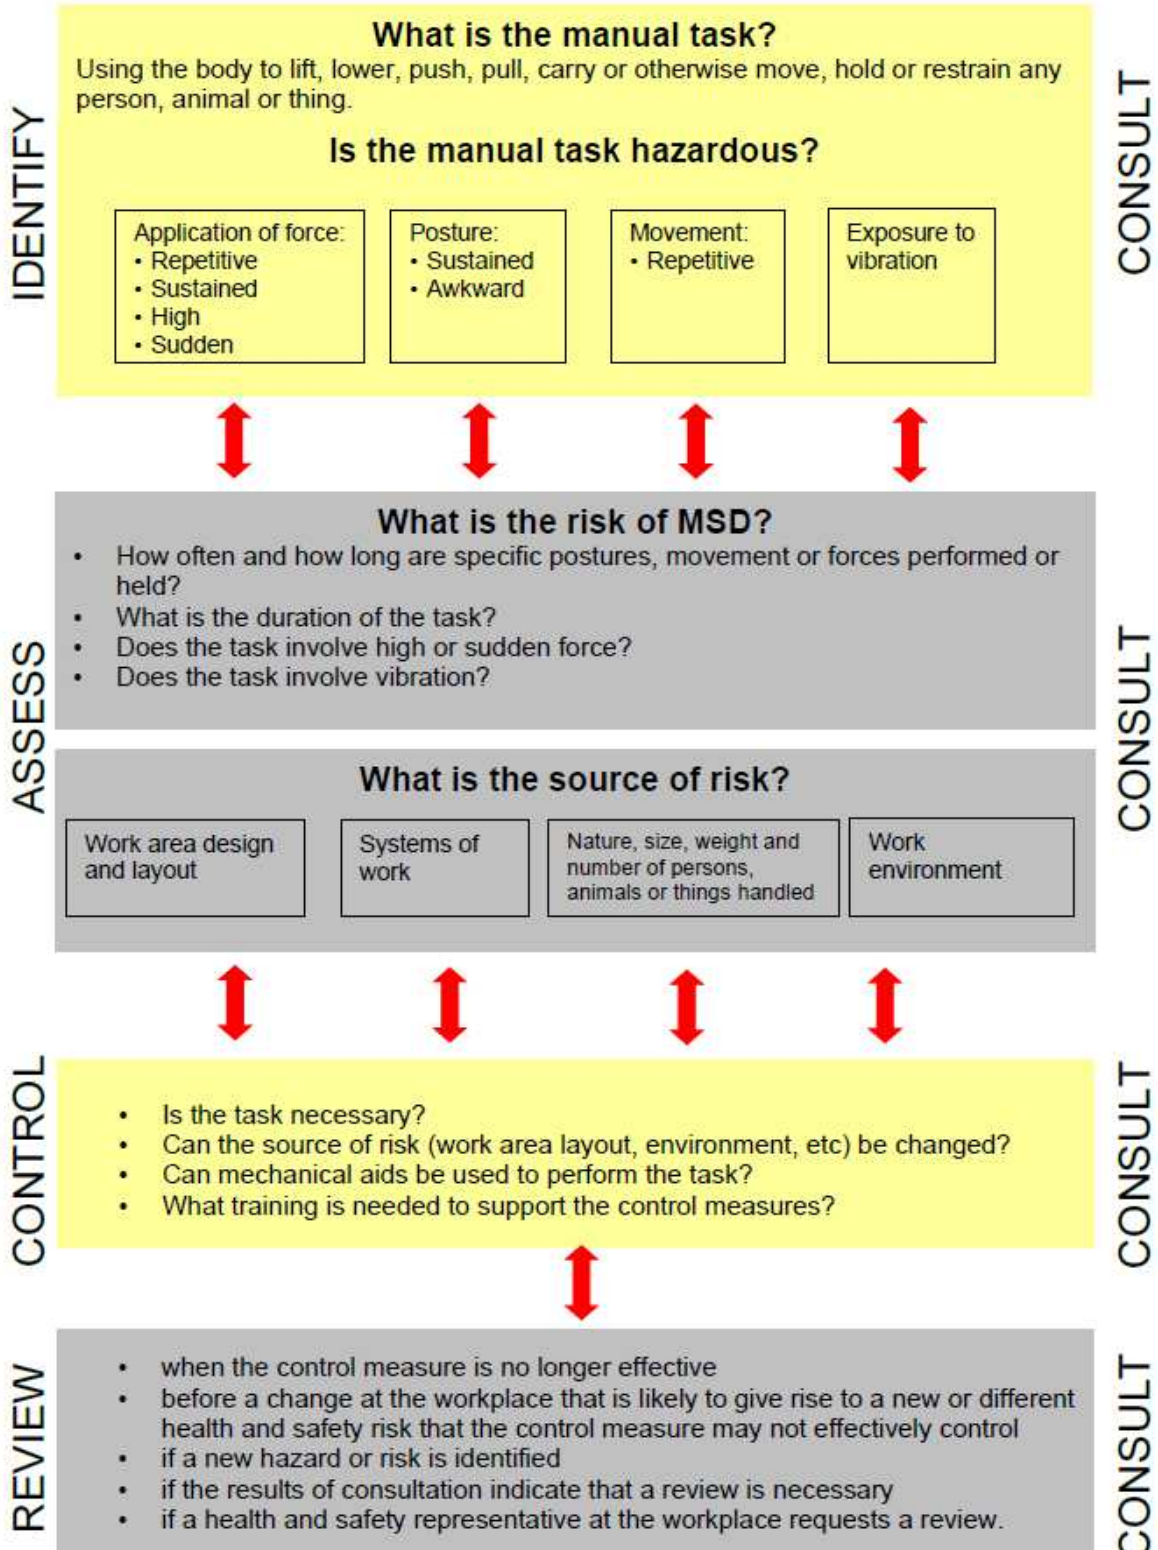 IDENTIFY
CONSULT
What is the manual task?
Using the body to lift, lower, push, pull, carry or otherwise move, hold or restrain any
person, animal or thing.
Is the manual task hazardous?
Application of force:
• Repetitive
• Sustained
• High
• Sudden
Posture:
• Sustained
• Awkward
Movement:
• Repetitive
Exposure to
vibration
ASSESS
CONSULT
What is the risk of MSD?
• How often and how long are specific postures, movement or forces performed or
held?
• What is the duration of the task?
• Does the task involve high or sudden force?
• Does the task involve vibration?
What is the source of risk?
Work area design
and layout
Systems of
work
Nature, size, weight and
number of persons,
animals or things handled
Work
environment
CONTROL
CONSULT
• Is the task necessary?
• Can the source of risk (work area layout, environment, etc) be changed?
• Can mechanical aids be used to perform the task?
• What training is needed to support the control measures?
REVIEW
CONSULT
• when the control measure is no longer effective
• before a change at the workplace that is likely to give rise to a new or different
health and safety risk that the control measure may not effectively control
• if a new hazard or risk is identified
• if the results of consultation indicate that a review is necessary
• if a health and safety representative at the workplace requests a review.